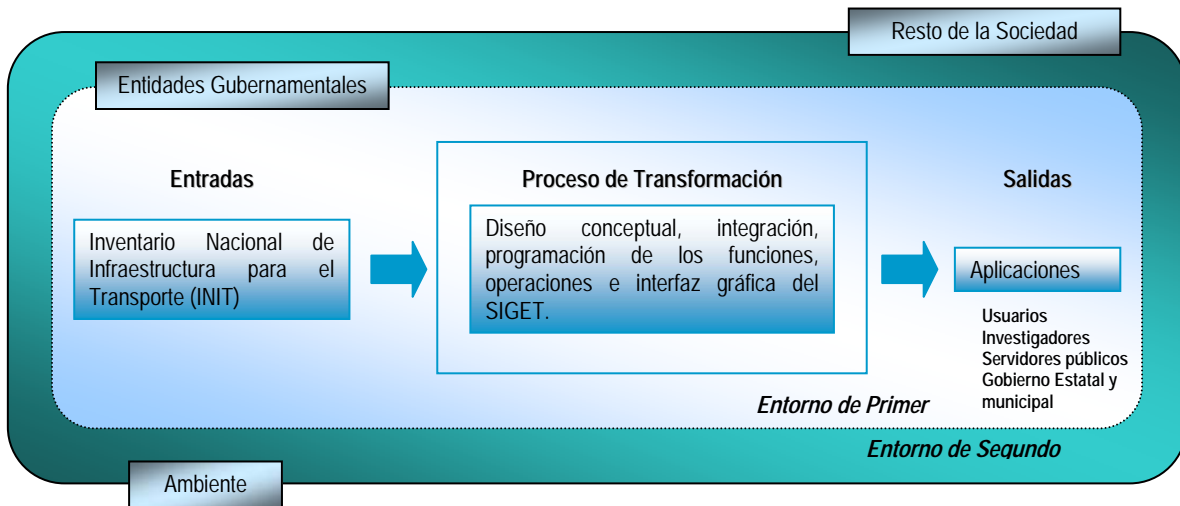 Resto de la Sociedad
Entidades Gubernamentales
Entradas
Inventario Nacional de
Infraestructura para el
Transporte (INIT)
Proceso de Transformación
Diseño conceptual, integración,
programación de los funciones,
operaciones e interfaz gráfica del
SIGET.
Salidas
Aplicaciones
Usuarios
Investigadores
Servidores públicos
Gobierno Estatal y
municipal
Entorno de Primer
Entorno de Segundo
Ambiente